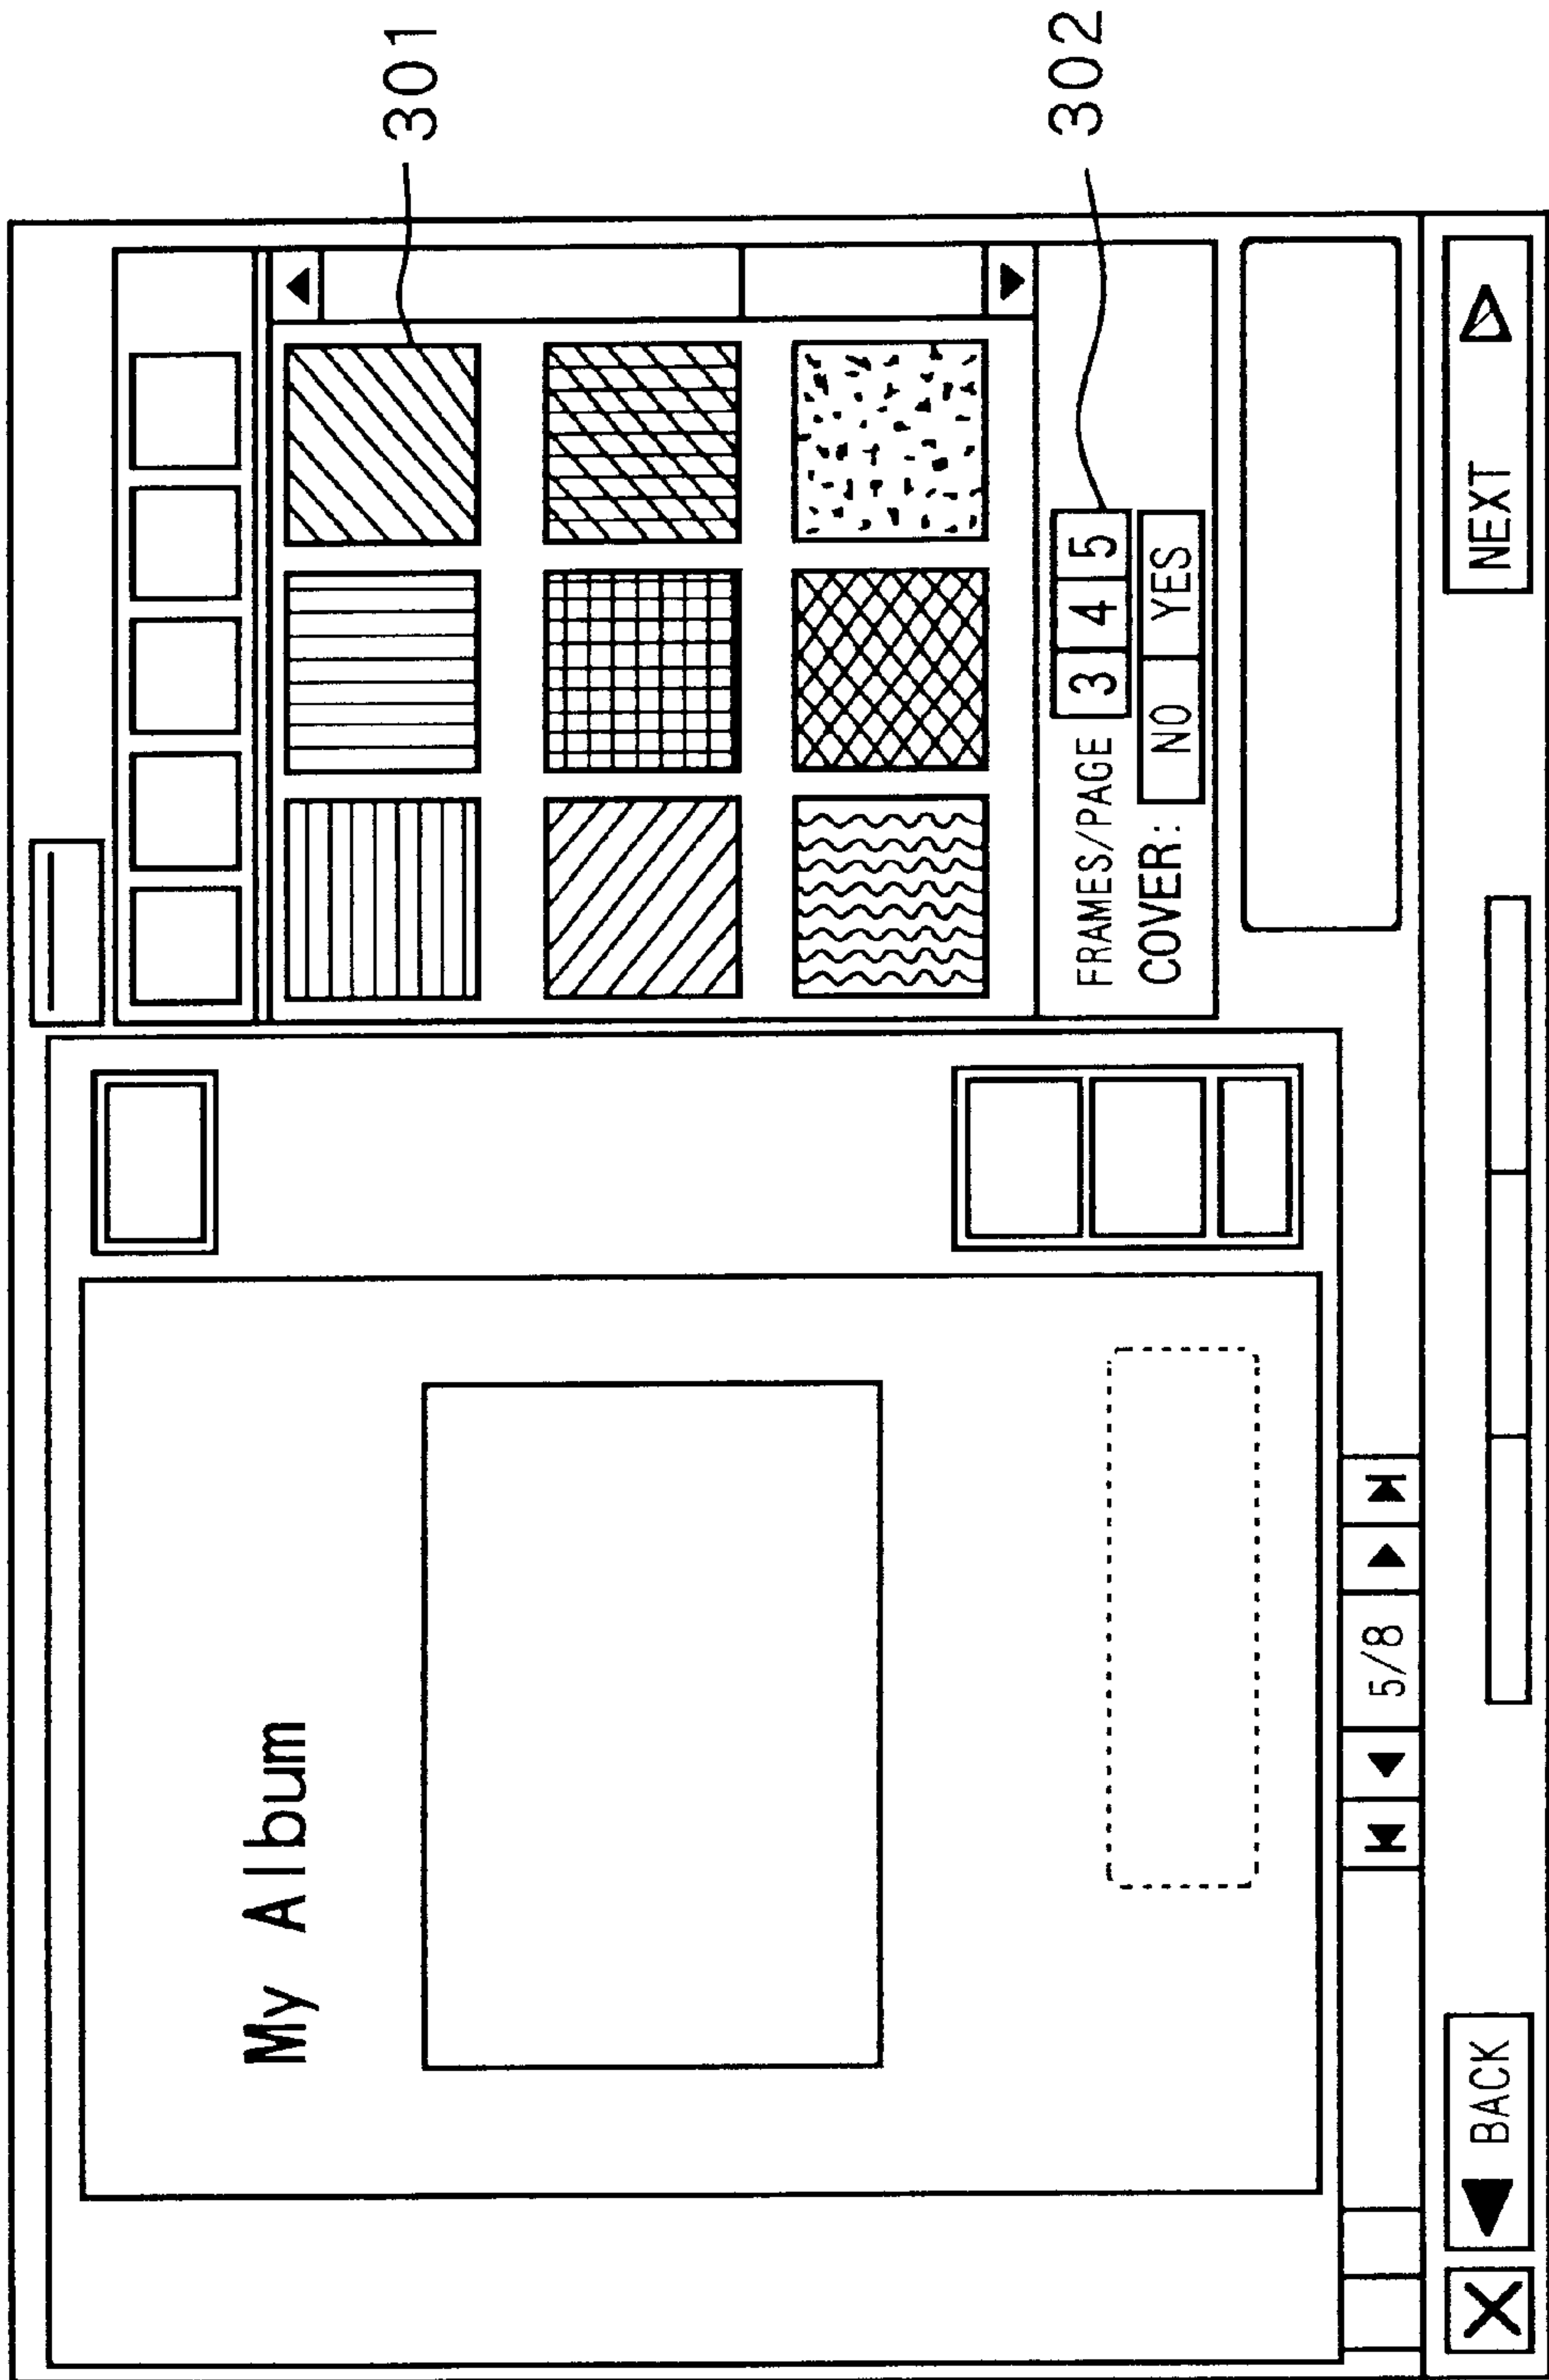 My Album
301
302
FRAMES/PAGE 3 4 5
COVER: NO YES
5/8
X BACK NEXT